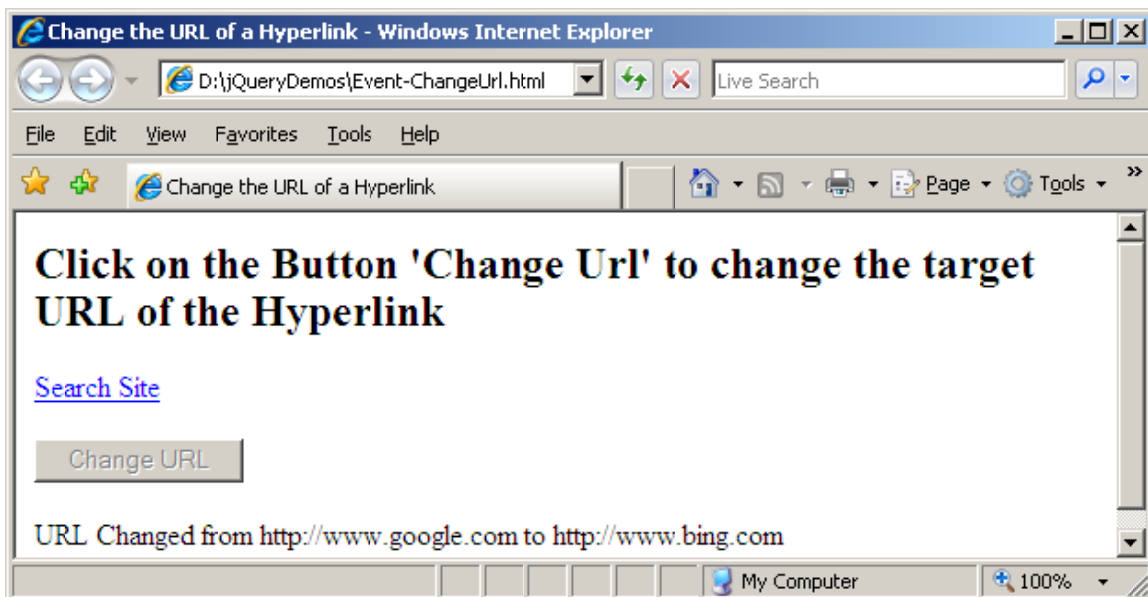 Change the URL of a Hyperlink - Windows Internet Explorer
D:\jQueryDemos\Event-ChangeUrl.html Live Search
File Edit View Favorites Tools Help
Change the URL of a Hyperlink Page Tools »
Click on the Button 'Change Url' to change the target
URL of the Hyperlink
Search Site
Change URL
URL Changed from http://www.google.com to http://www.bing.com
My Computer 100%